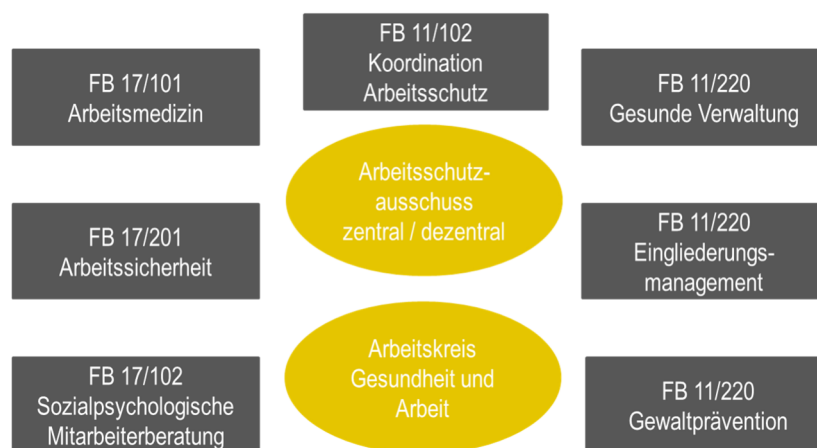 FB 11/102
Koordination
Arbeitsschutz
FB 17/101
Arbeitsmedizin
FB 11/220
Gesunde Verwaltung
Arbeitsschutz-
ausschuss
zentral / dezentral
FB 17/201
Arbeitssicherheit
FB 11/220
Eingliederungs-
management
Arbeitskreis
Gesundheit und
Arbeit
FB 17/102
Sozialpsychologische
Mitarbeiterberatung
FB 11/220
Gewaltprävention